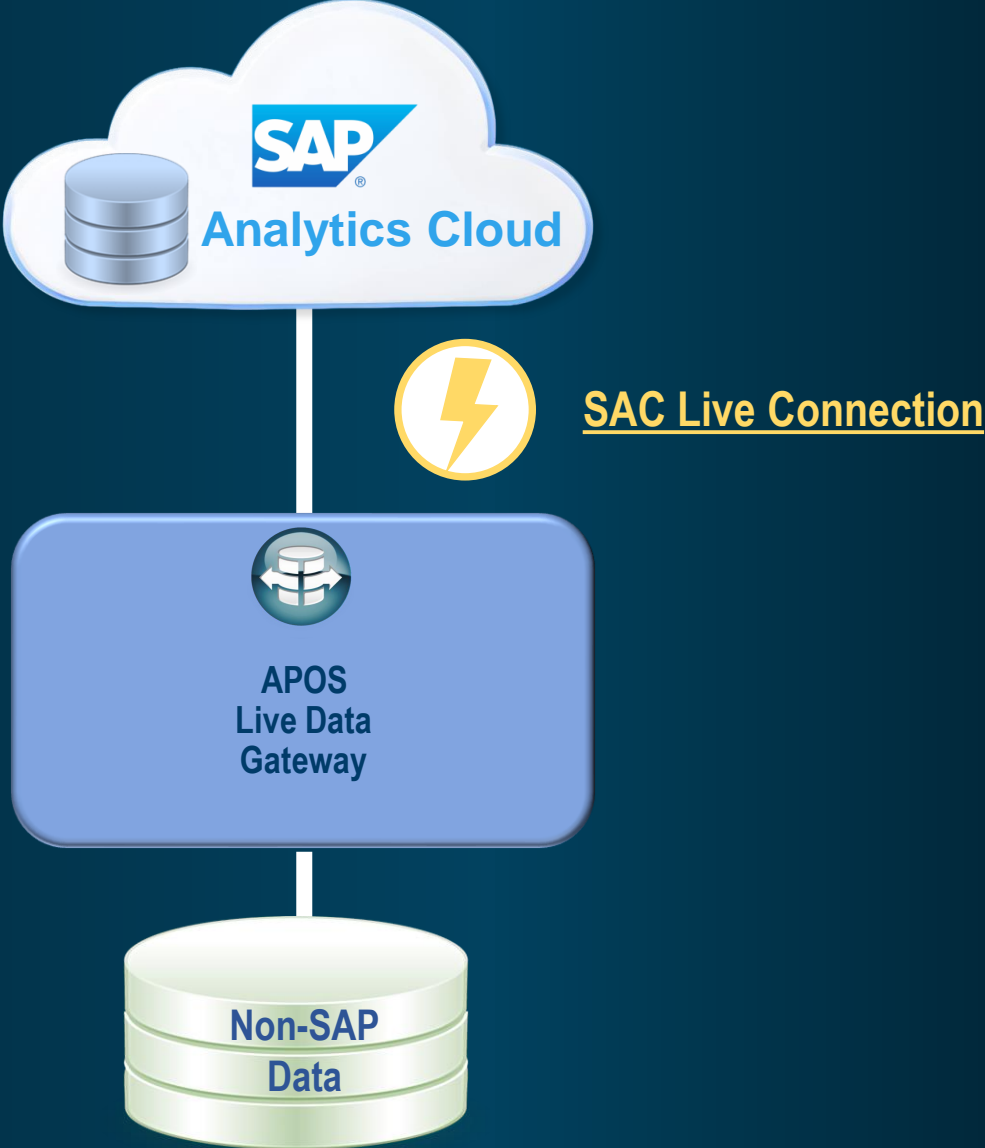 SAP
®
Analytics Cloud
SAC Live Connection
APOS
Live Data
Gateway
Non-SAP
Data